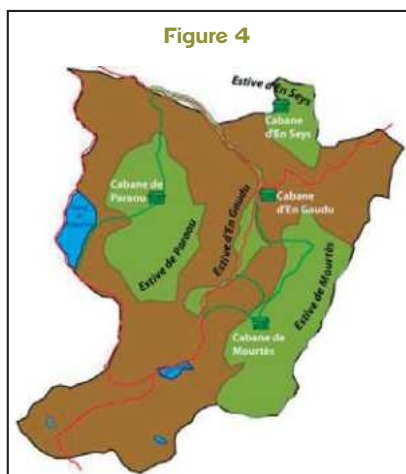 Figure 4
Estive d'En Seys
Cabane
d'En Seys
Cabane de
Paraou
Cabane
d'En Gaudu
Estive d'En Gaudu
Estive de Paraou
Estive de Mourtès
Cabane de
Mourtès